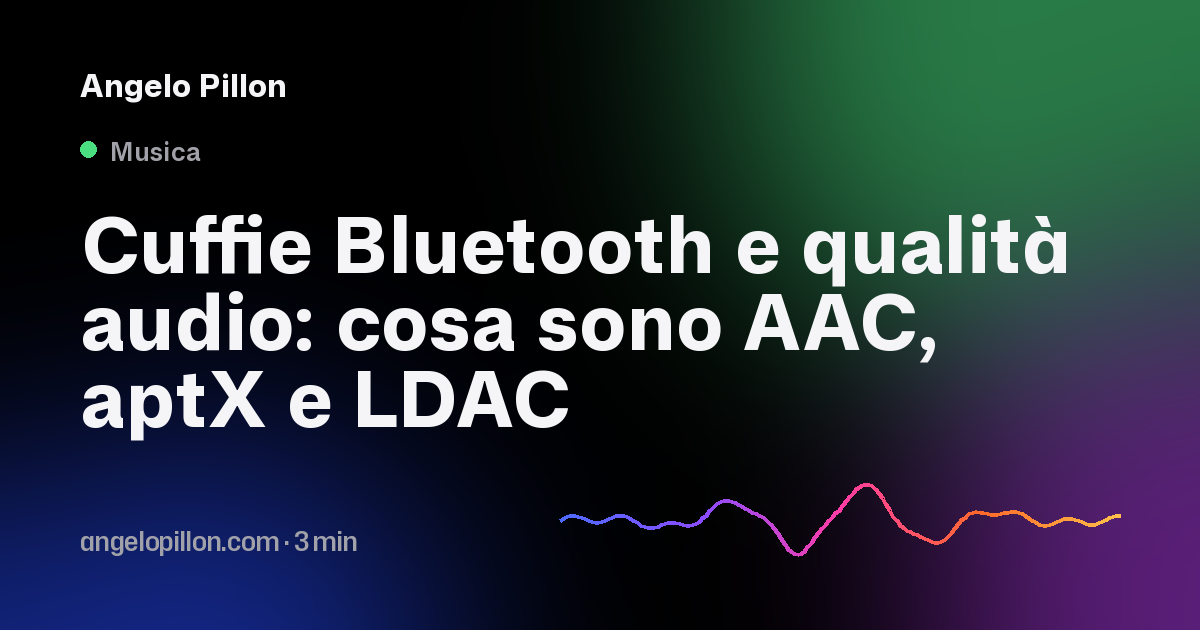 Angelo Pillon
Musica
Cuffie Bluetooth e qualità
audio: cosa sono AAC,
aptX e LDAC
angelopillon.com · 3 min